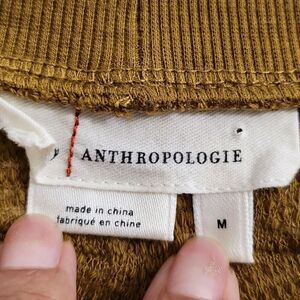 y ANTHROPOLOGIE
made in china
fabriqué en chine
M